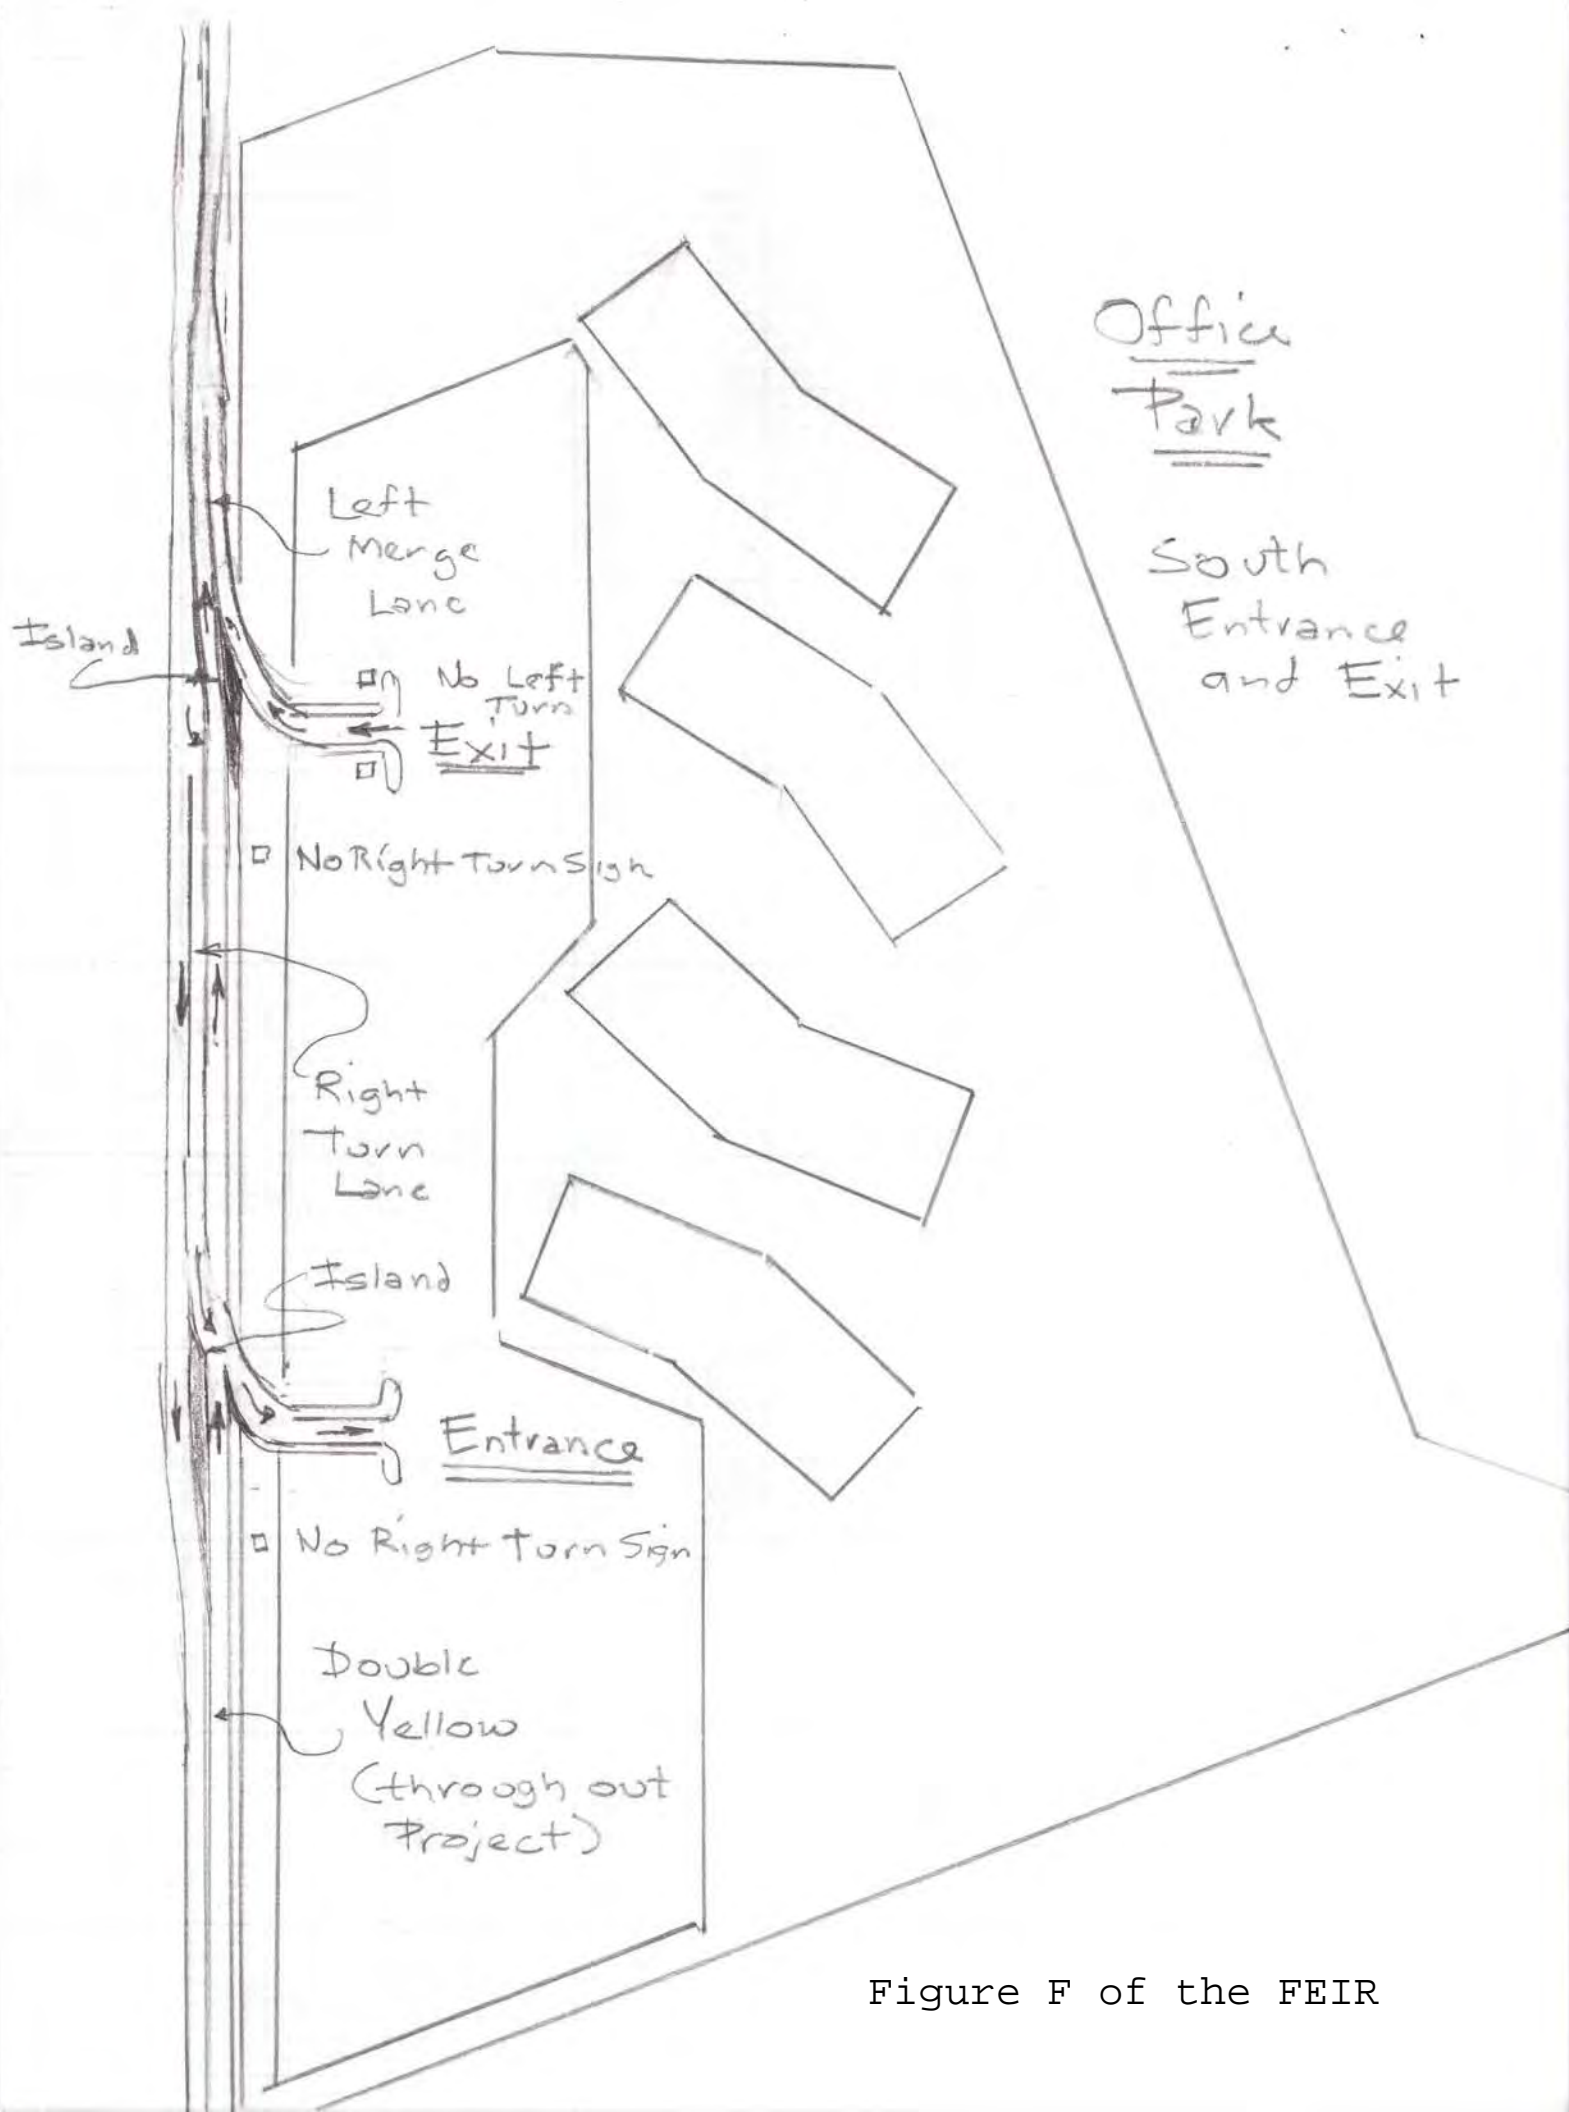 Office
Park
South
Entrance
and Exit
Left
Merge
Lane
Island
No Left
Turn
Exit
No Right Turn Sign
Right
Turn
Lane
Island
Entrance
No Right Turn Sign
Double
Yellow
(through out
Project)
Figure F of the FEIR